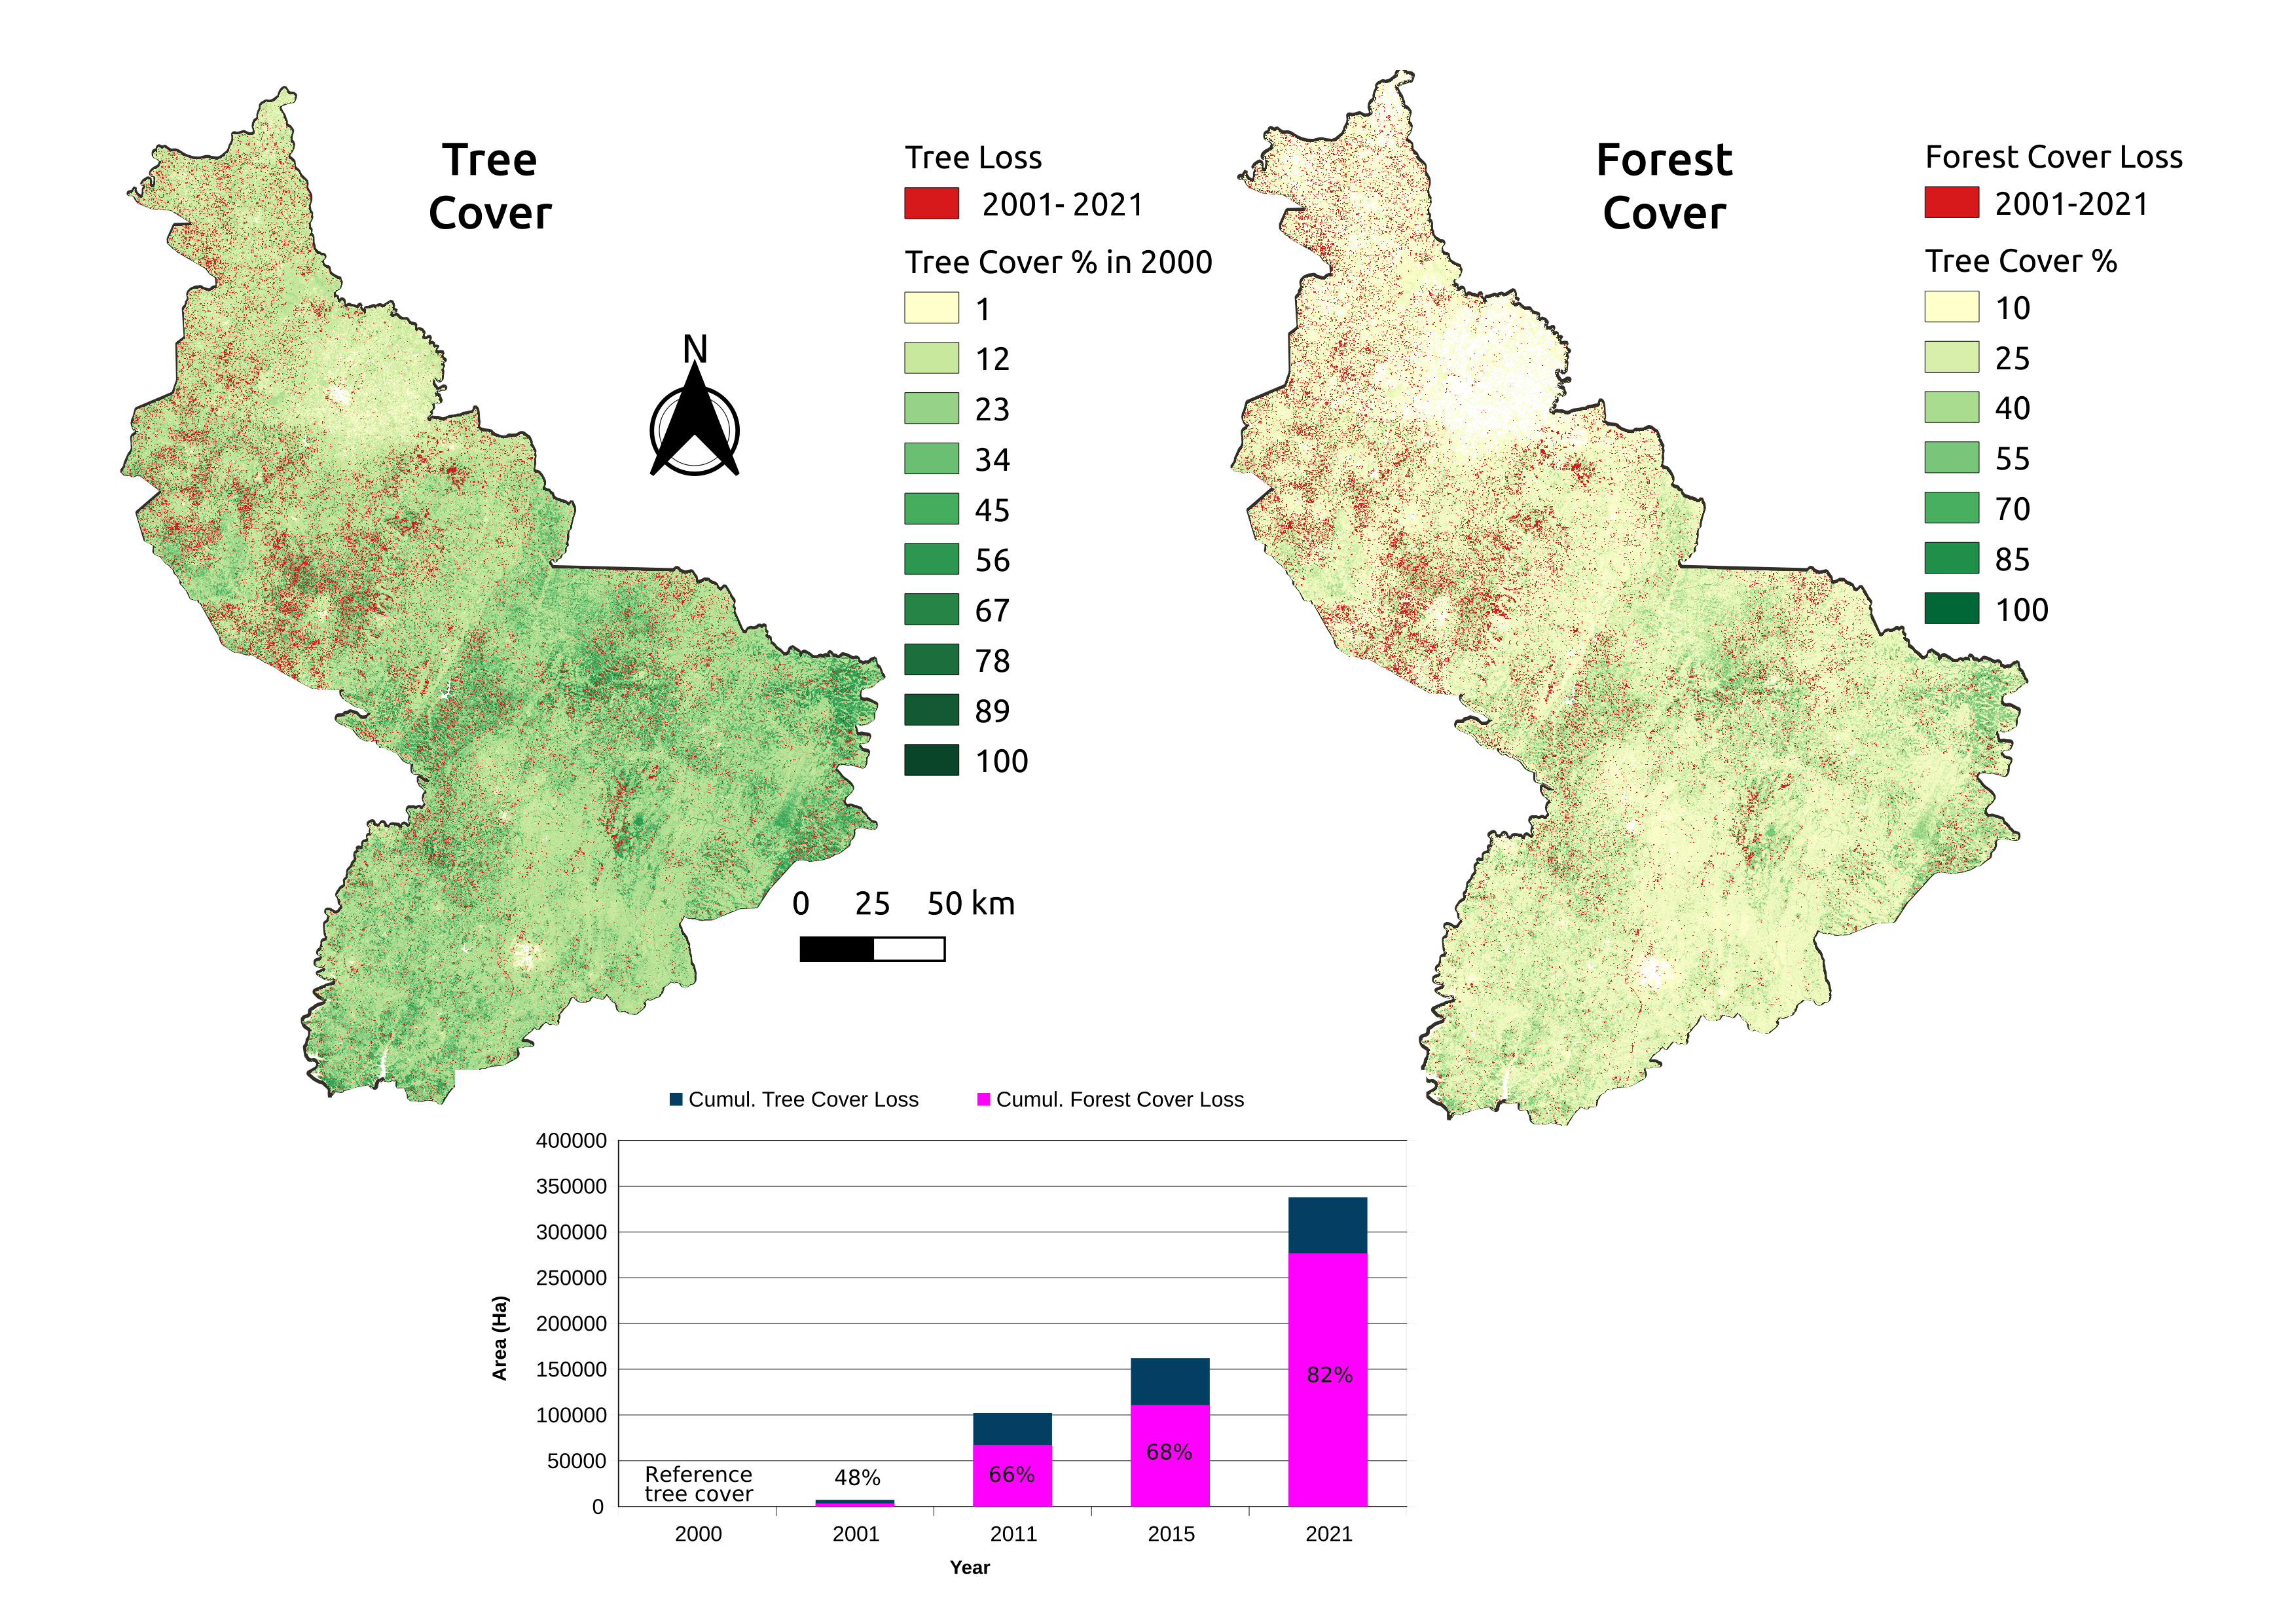 Tree
Cover
Tree Loss
2001- 2021
Tree Cover % in 2000
1
12
23
34
45
56
67
78
89
100
N
0 25 50 km
Forest
Cover
Forest Cover Loss
2001-2021
Tree Cover %
10
25
40
55
70
85
100
Cumul. Tree Cover Loss Cumul. Forest Cover Loss
400000
350000
300000
250000
200000
150000
100000
50000
0
Area (Ha)
Reference
tree cover
48%
66%
68%
82%
2000 2001 2011 2015 2021
Year